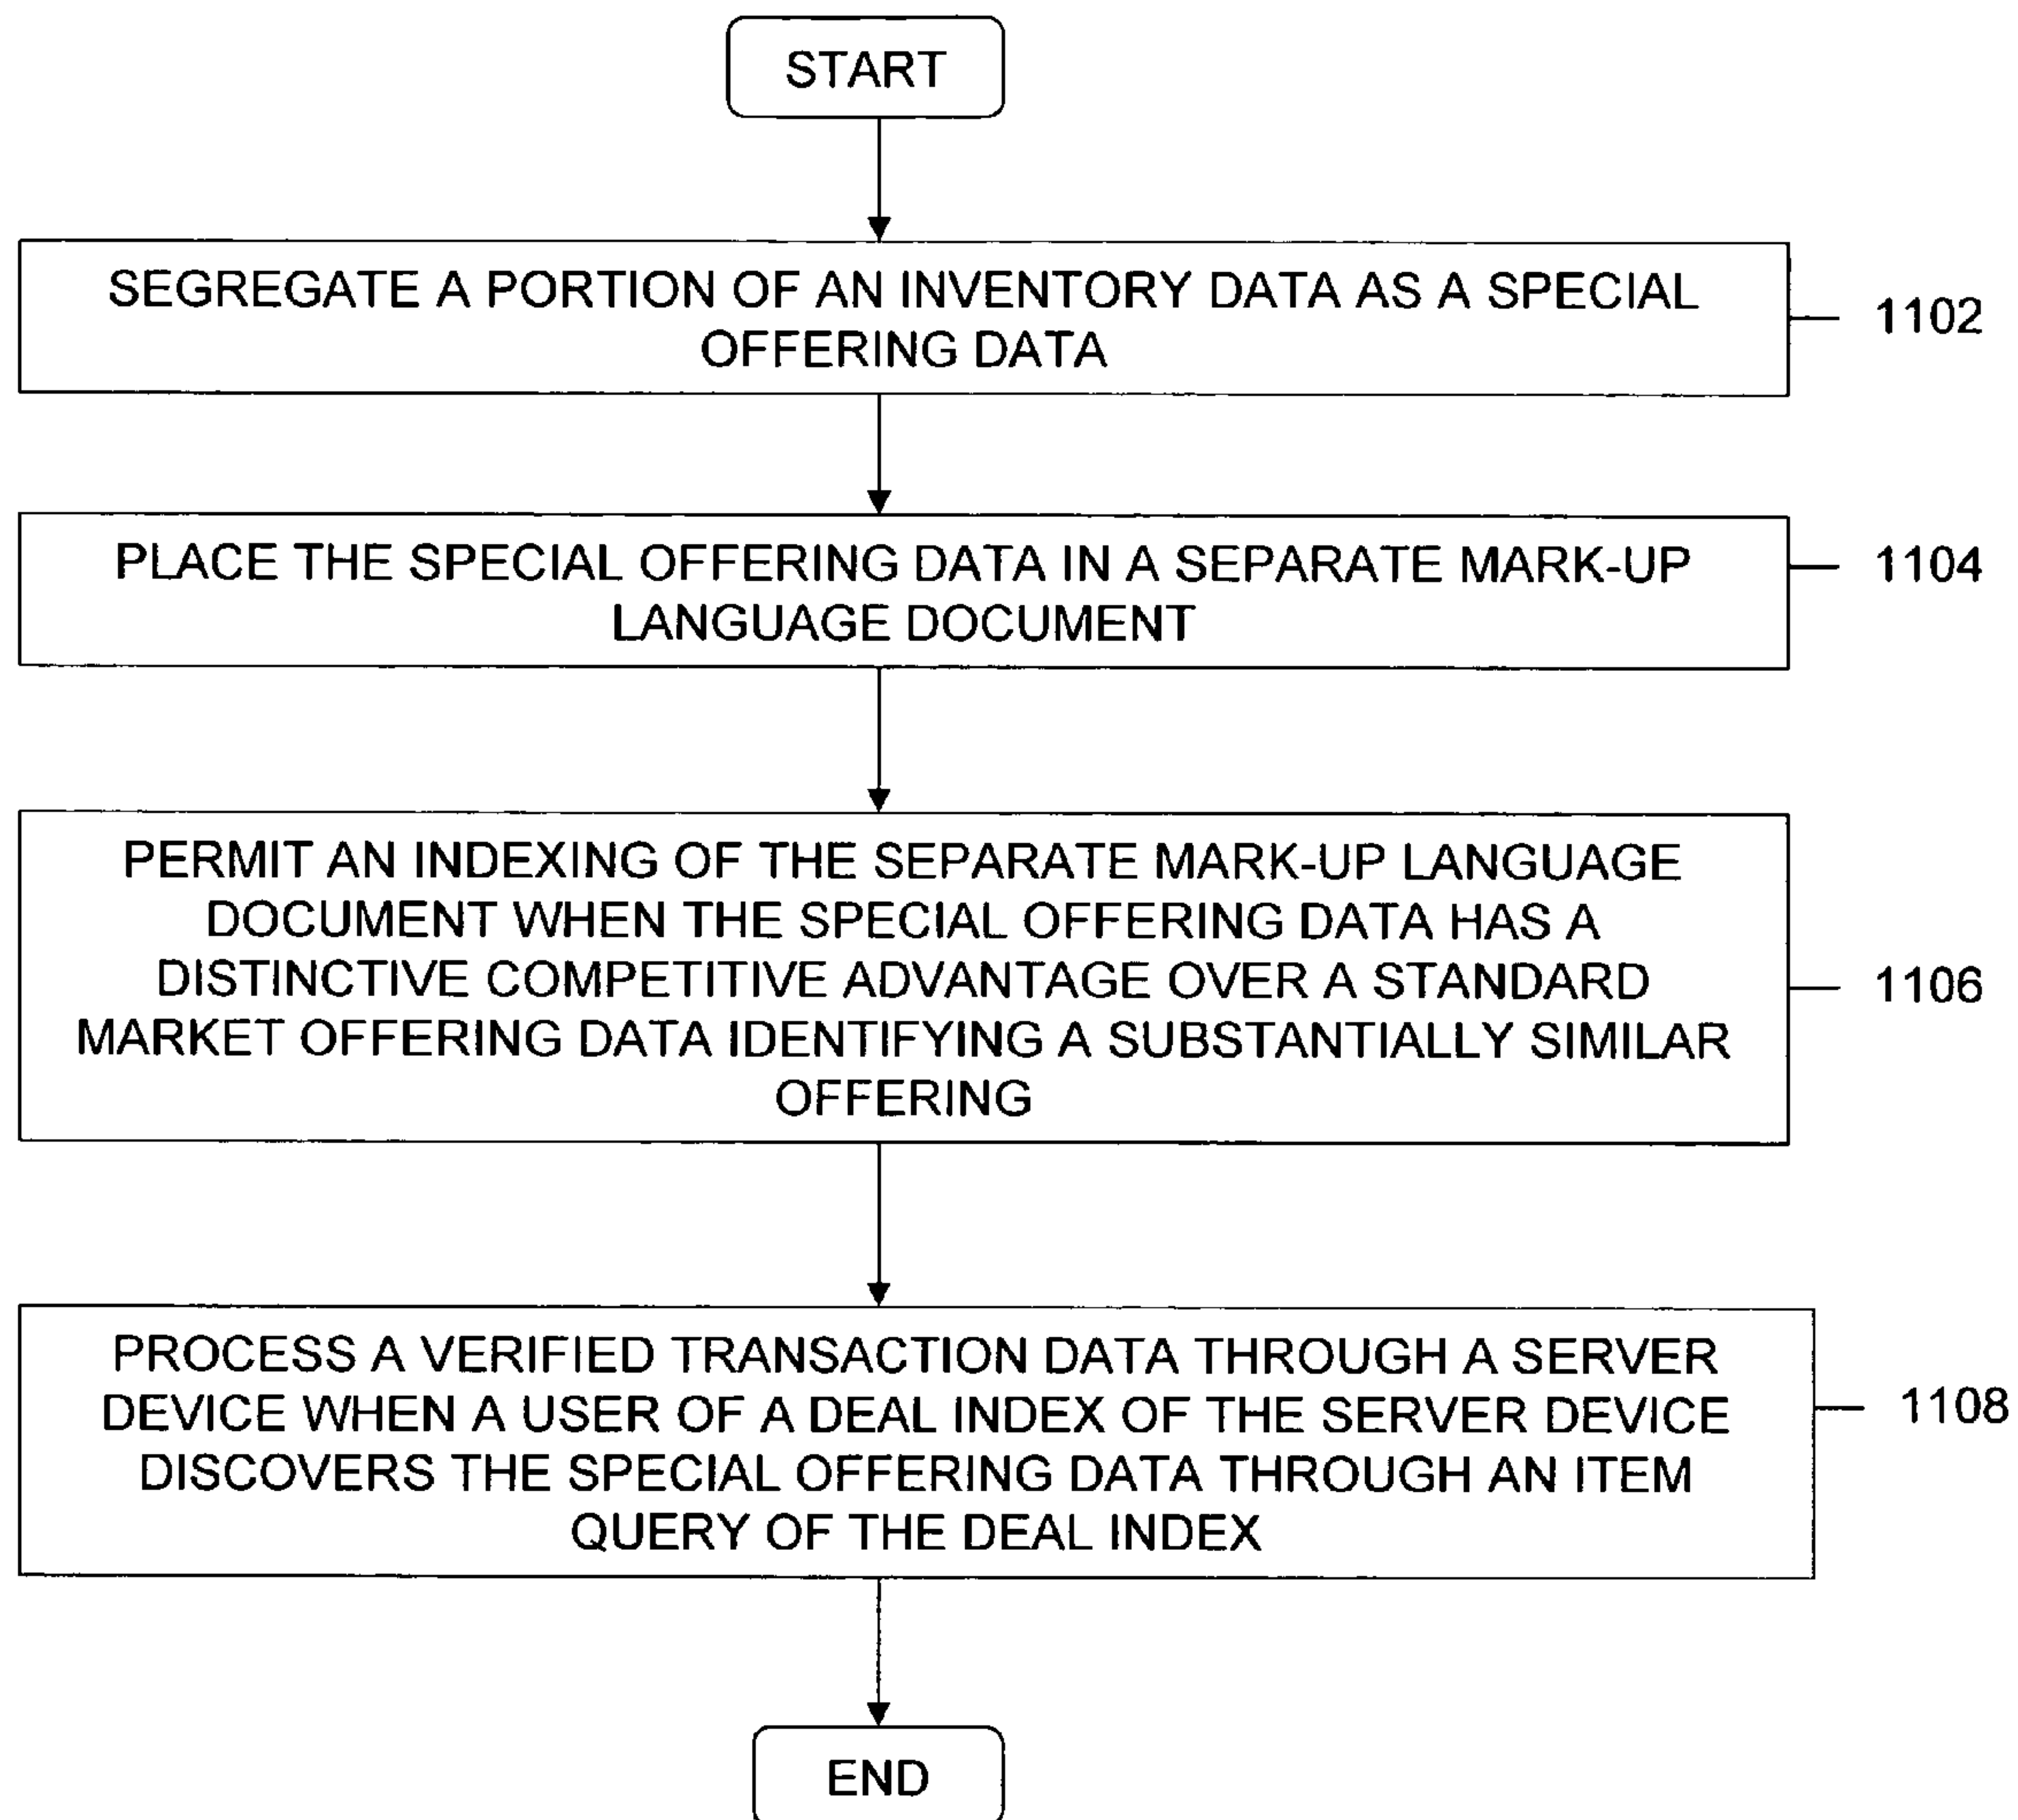 START
SEGREGATE A PORTION OF AN INVENTORY DATA AS A SPECIAL
OFFERING DATA
1102
PLACE THE SPECIAL OFFERING DATA IN A SEPARATE MARK-UP
LANGUAGE DOCUMENT
1104
PERMIT AN INDEXING OF THE SEPARATE MARK-UP LANGUAGE
DOCUMENT WHEN THE SPECIAL OFFERING DATA HAS A
DISTINCTIVE COMPETITIVE ADVANTAGE OVER A STANDARD
MARKET OFFERING DATA IDENTIFYING A SUBSTANTIALLY SIMILAR
OFFERING
1106
PROCESS A VERIFIED TRANSACTION DATA THROUGH A SERVER
DEVICE WHEN A USER OF A DEAL INDEX OF THE SERVER DEVICE
DISCOVERS THE SPECIAL OFFERING DATA THROUGH AN ITEM
QUERY OF THE DEAL INDEX
1108
END